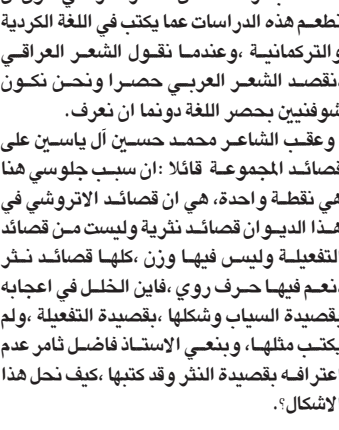 نطعم هذه الدراسات عما يكتب في اللغة الكردية
والتركمانية ،وعندما نقول الشعر العراقي
،نقصد الشعر العربي حصرا ونحن نكون
شوفنيين بحصر اللغة دونما ان نعرف.
وعقب الشاعر محمد حسين آل ياسين على
قصائد المجموعة قائلا :ان سبب جلوسي هنا
هي نقطة واحدة، هي ان قصائد الاتروشي في
هذا الديوان قصائد نثرية وليست من قصائد
التفعيلة وليس فيها وزن ،كلها قصائد نثر
،نعم فيها حرف روي ،فاين الخلل في اعجابه
بقصيدة السياب وشكلها ،بقصيدة التفعيلة ،ولم
يكتب مثلها، وينعي الاستاذ فاضل ثامر عدم
اعترافه بقصيدة النثر وقد كتبها ،كيف نحل هذا
الاشكال؟.